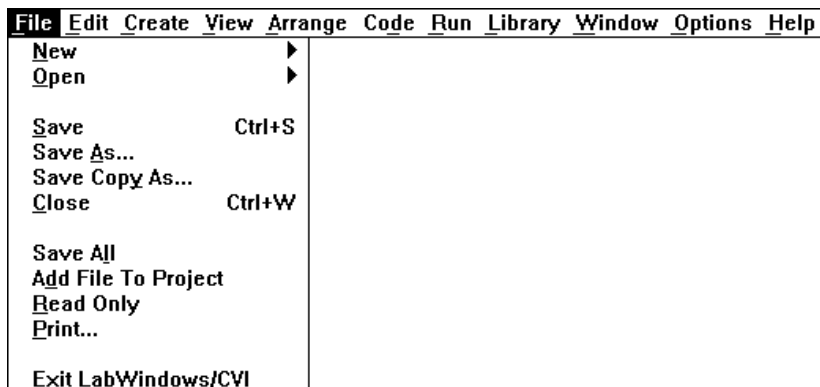 File Edit Create View Arrange Code Run Library Window Options Help
New
Open
Save Ctrl+S
Save As...
Save Copy As...
Close Ctrl+W
Save All
Add File To Project
Read Only
Print...
Exit LabWindows/CVI